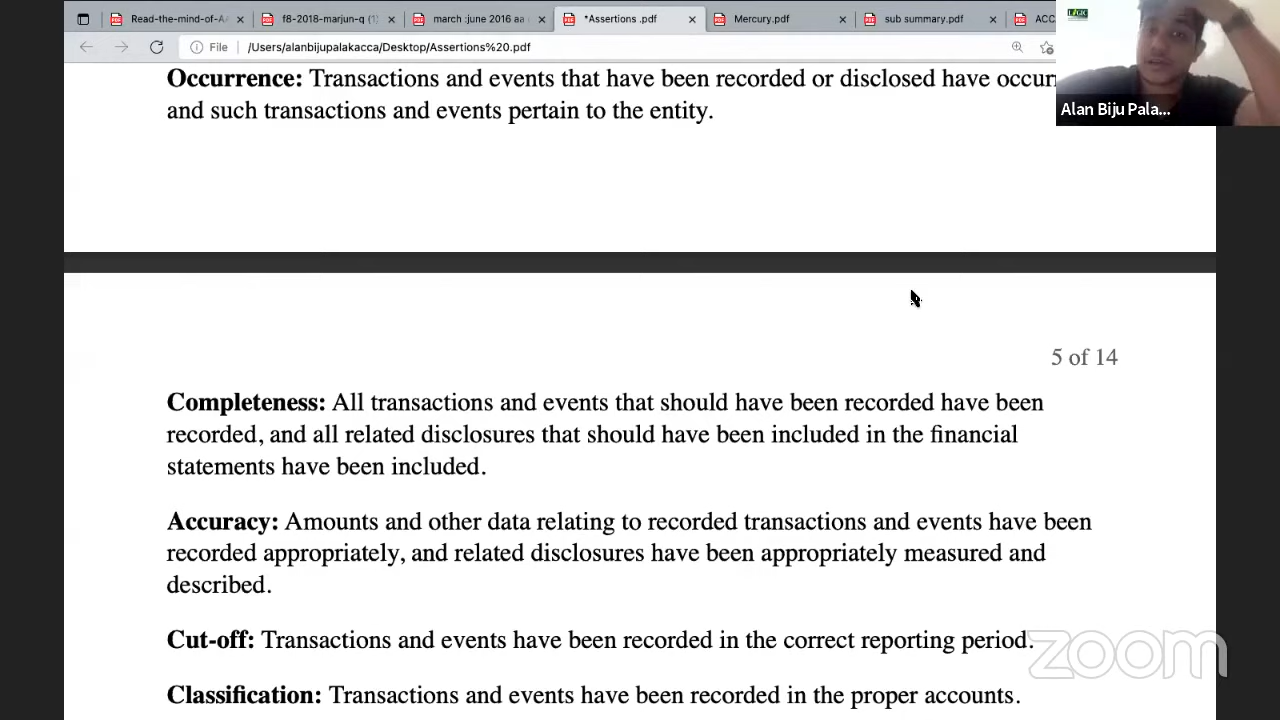 Read-the-mind-of-AA
f8-2018-marjun-q (1)
march :june 2016 aa
*Assertions .pdf
Mercury.pdf
sub summary.pdf
ACC
File
/Users/alanbijupalakacca/Desktop/Assertions%20.pdf
LOGIC
Alan Biju Pala...
Occurrence: Transactions and events that have been recorded or disclosed have occur
and such transactions and events pertain to the entity.
5 of 14
Completeness: All transactions and events that should have been recorded have been
recorded, and all related disclosures that should have been included in the financial
statements have been included.
Accuracy: Amounts and other data relating to recorded transactions and events have been
recorded appropriately, and related disclosures have been appropriately measured and
described.
Cut-off: Transactions and events have been recorded in the correct reporting period.
zoom
Classification: Transactions and events have been recorded in the proper accounts.